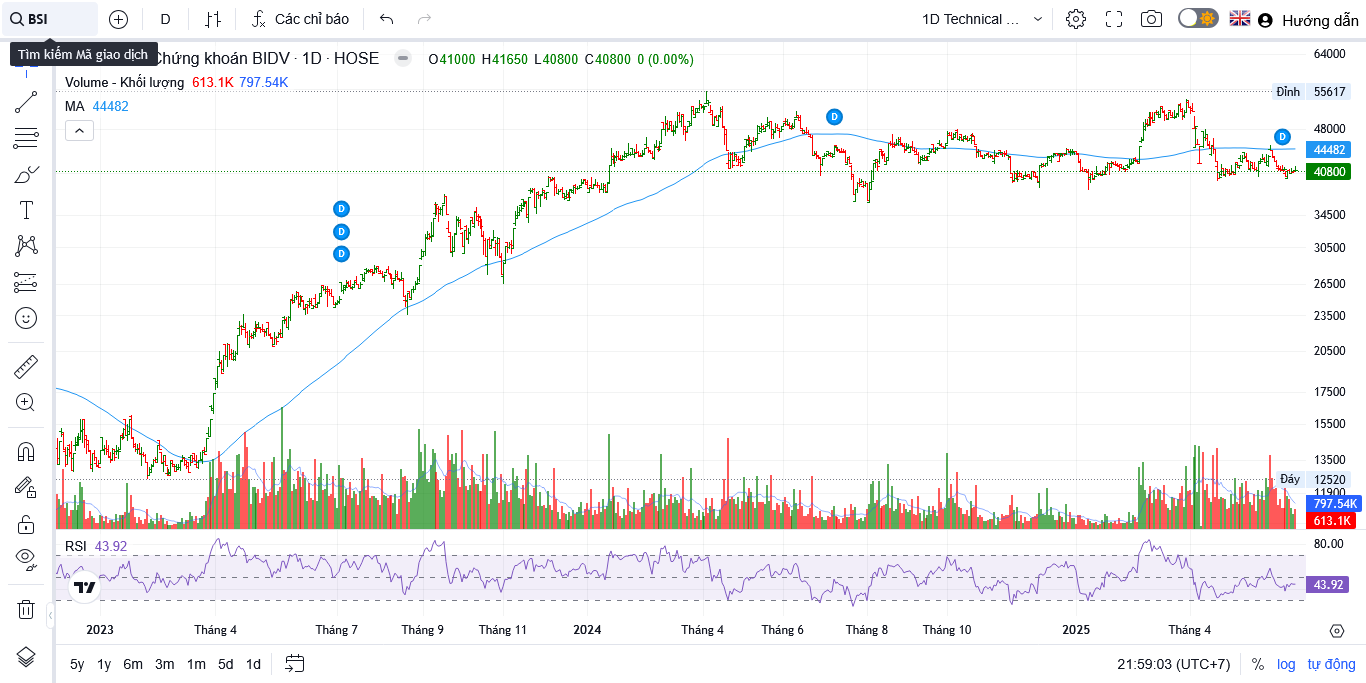 BSI
D
Các chỉ báo
1D Technical ...
Hướng dẫn
Tìm kiếm Mã giao dịch
Chứng khoán BIDV · 1D · HOSE
O41000 H41650 L40800 C40800 0 (0.00%)
Volume - Khối lượng 613.1K 797.54K
MA 44482
64000
Đỉnh 55617
48000
44482
40800
34500
30500
26500
23500
20500
17500
15500
13500
Đáy 12520
11900
797.54K
613.1K
D
D
D
D
D
RSI 43.92
80.00
43.92
2023
Tháng 4
Tháng 7
Tháng 9
Tháng 11
2024
Tháng 4
Tháng 6
Tháng 8
Tháng 10
2025
Tháng 4
5y 1y 6m 3m 1m 5d 1d
21:59:03 (UTC+7)
% log tự động